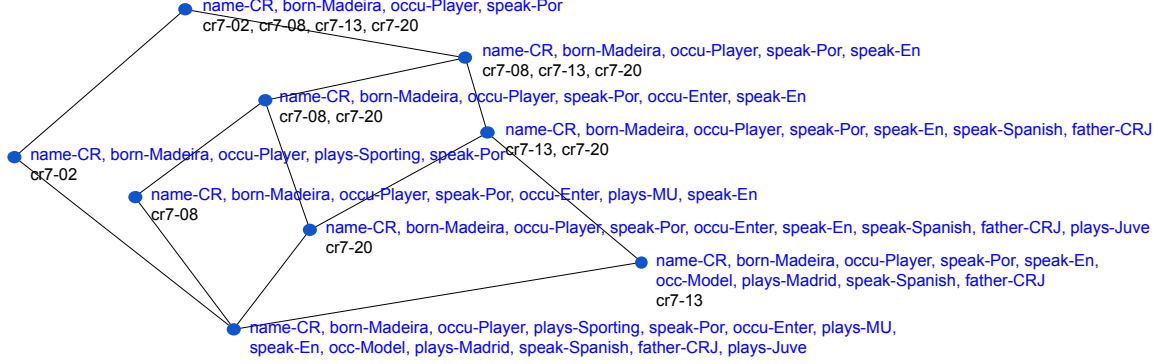 name-CR, born-Madeira, occu-Player, speak-Por
cr7-02, cr7-08, cr7-13, cr7-20
name-CR, born-Madeira, occu-Player, speak-Por, speak-En
cr7-08, cr7-13, cr7-20
name-CR, born-Madeira, occu-Player, speak-Por, occu-Enter, speak-En
cr7-08, cr7-20
name-CR, born-Madeira, occu-Player, speak-Por, speak-En, speak-Spanish, father-CRJ
cr7-13, cr7-20
name-CR, born-Madeira, occu-Player, plays-Sporting, speak-Por
cr7-02
name-CR, born-Madeira, occu-Player, speak-Por, occu-Enter, plays-MU, speak-En
cr7-08
name-CR, born-Madeira, occu-Player, speak-Por, occu-Enter, speak-En, speak-Spanish, father-CRJ, plays-Juve
cr7-20
name-CR, born-Madeira, occu-Player, speak-Por, speak-En,
occ-Model, plays-Madrid, speak-Spanish, father-CRJ
cr7-13
name-CR, born-Madeira, occu-Player, plays-Sporting, speak-Por, occu-Enter, plays-MU,
speak-En, occ-Model, plays-Madrid, speak-Spanish, father-CRJ, plays-Juve